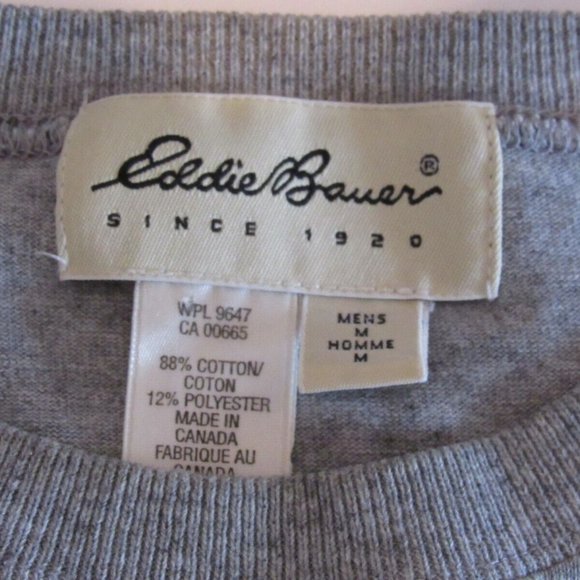 Eddie Bauer®
SINCE 1920
WPL 9647
CA 00665
88% COTTON/
COTON
12% POLYESTER
MADE IN
CANADA
FABRIQUE AU
CANADA
MENS
M
HOMME
M